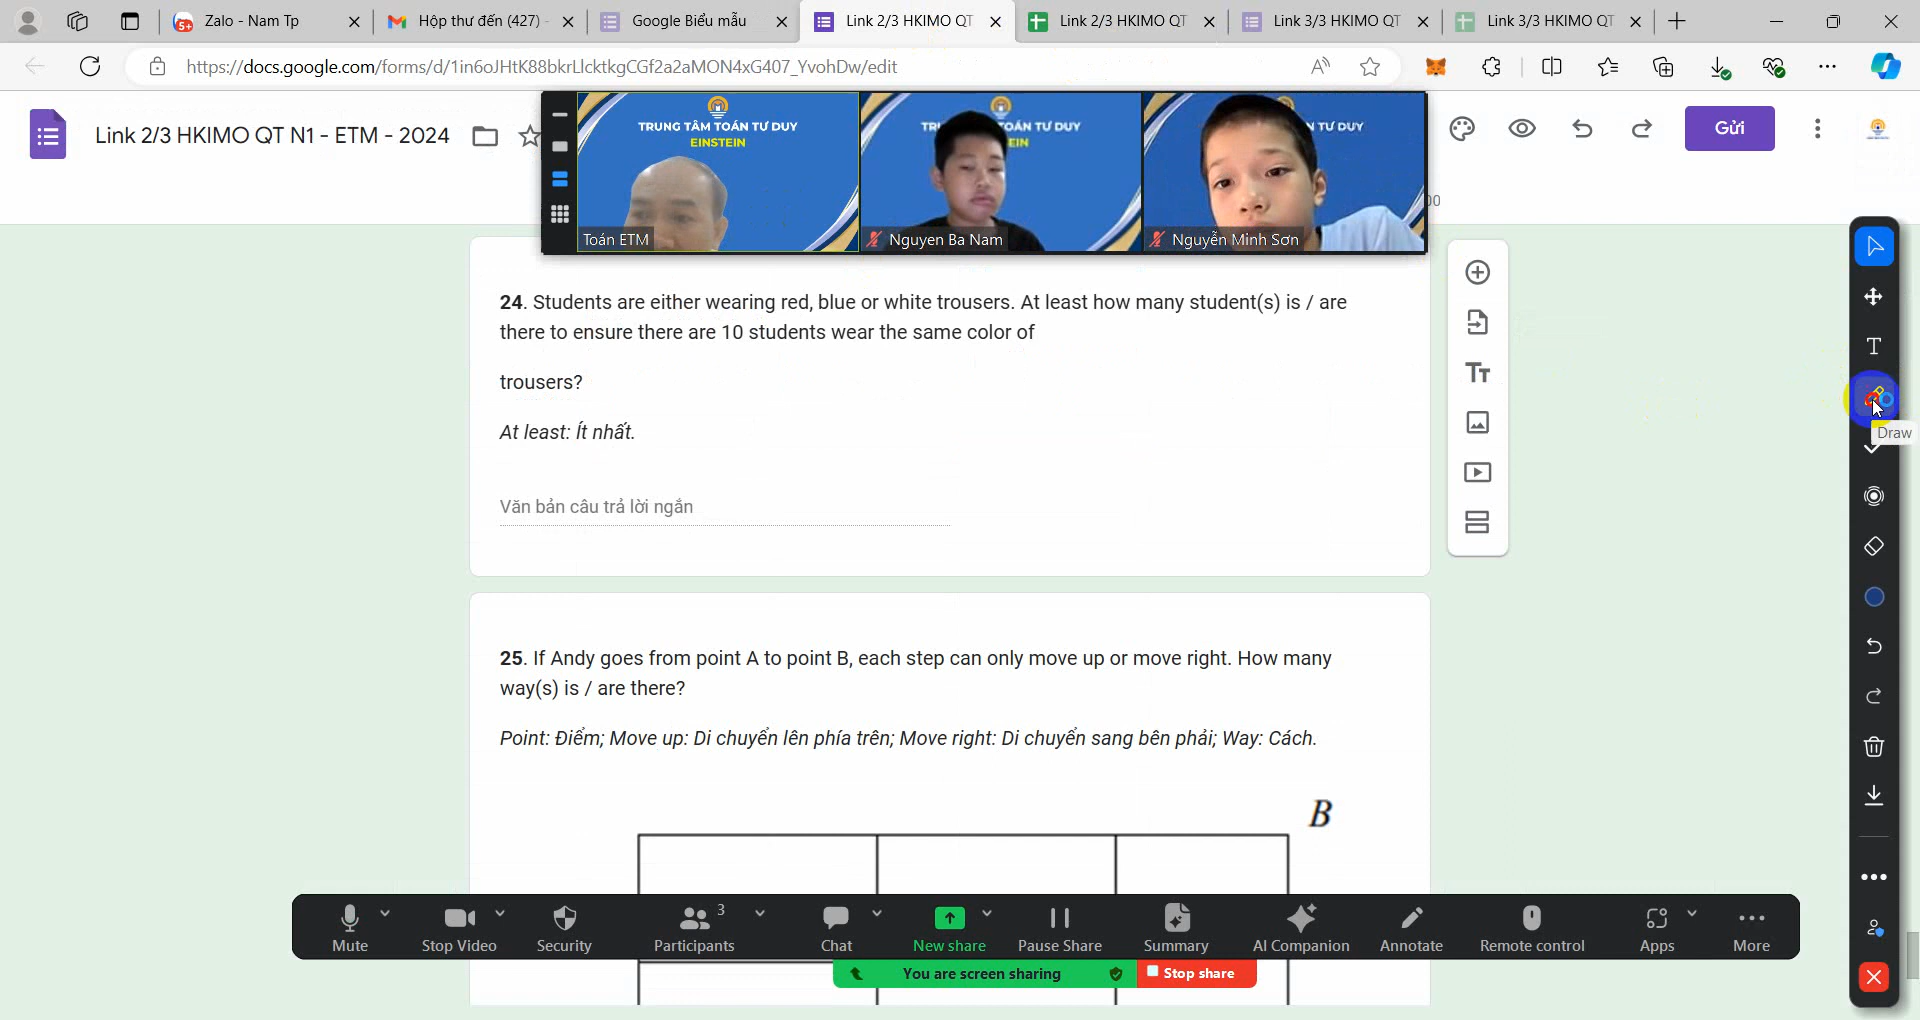 Zalo - Nam Tp
Hộp thư đến (427) -
Google Biểu mẫu
Link 2/3 HKIMO QT
Link 2/3 HKIMO QT
Link 3/3 HKIMO QT
Link 3/3 HKIMO QT
https://docs.google.com/forms/d/1in6oJHtK88bkrLlcktkgCGf2a2aMON4xG407_YvohDw/edit
Link 2/3 HKIMO QT N1 - ETM - 2024
TRUNG TÂM TOÁN TƯ DUY
EINSTEIN
Toán ETM
Nguyen Ba Nam
Nguyễn Minh Sơn
Gửi
24. Students are either wearing red, blue or white trousers. At least how many student(s) is / are
there to ensure there are 10 students wear the same color of
trousers?
At least: Ít nhất.
Văn bản câu trả lời ngắn
Draw
25. If Andy goes from point A to point B, each step can only move up or move right. How many
way(s) is / are there?
Point: Điểm; Move up: Di chuyển lên phía trên; Move right: Di chuyển sang bên phải; Way: Cách.
B
3
Mute
Stop Video
Security
Participants
Chat
New share
Pause Share
Summary
AI Companion
Annotate
Remote control
Apps
More
You are screen sharing
Stop share